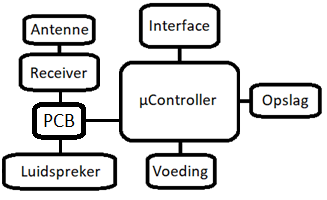 Antenne
Interface
Receiver
µController
Opslag
PCB
Luidspreker
Voeding